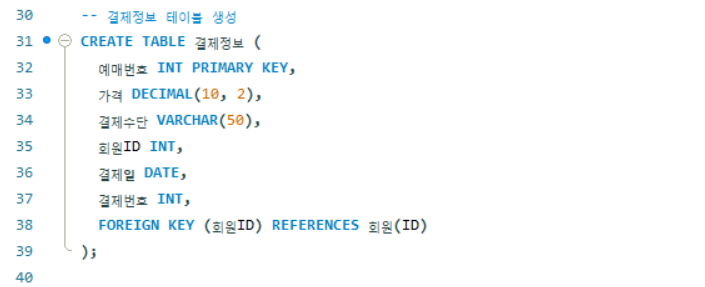 30 -- 결제정보 테이블 생성
31 CREATE TABLE 결제정보 (
32 예매번호 INT PRIMARY KEY,
33 가격 DECIMAL(10, 2),
34 결제수단 VARCHAR(50),
35 회원ID INT,
36 결제일 DATE,
37 결제번호 INT,
38 FOREIGN KEY (회원ID) REFERENCES 회원(ID)
39 );
40